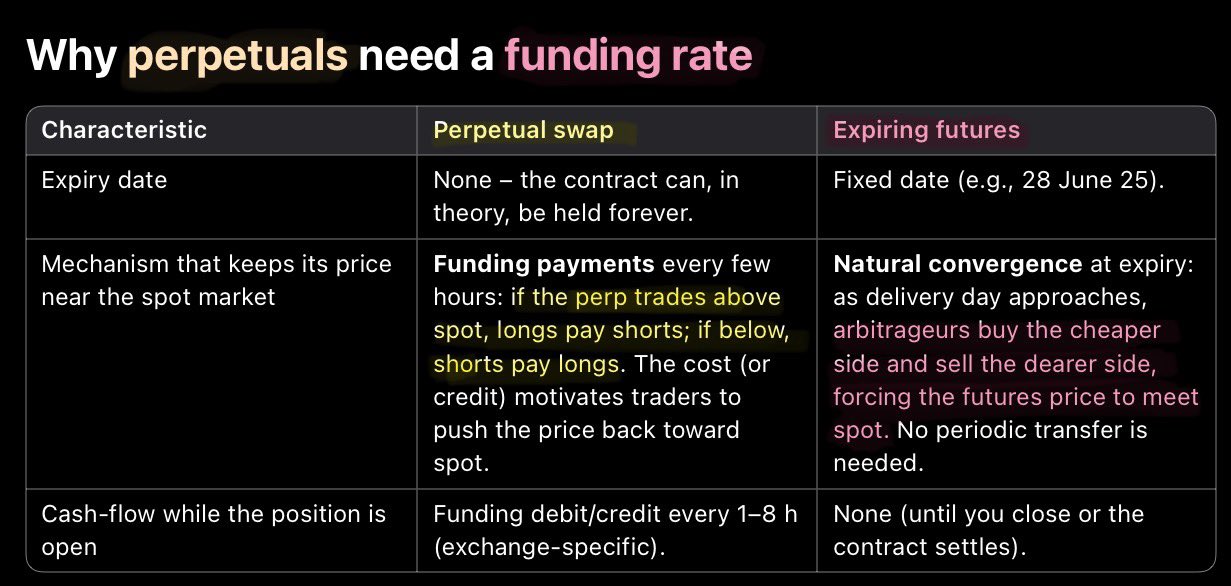 Why perpetuals need a funding rate
Characteristic
Perpetual swap
Expiring futures
Expiry date
None – the contract can, in
theory, be held forever.
Fixed date (e.g., 28 June 25).
Mechanism that keeps its price
near the spot market
Funding payments every few
hours: if the perp trades above
spot, longs pay shorts; if below,
shorts pay longs. The cost (or
credit) motivates traders to
push the price back toward
spot.
Natural convergence at expiry:
as delivery day approaches,
arbitrageurs buy the cheaper
side and sell the dearer side,
forcing the futures price to meet
spot. No periodic transfer is
needed.
Cash-flow while the position is
open
Funding debit/credit every 1–8 h
(exchange-specific).
None (until you close or the
contract settles).